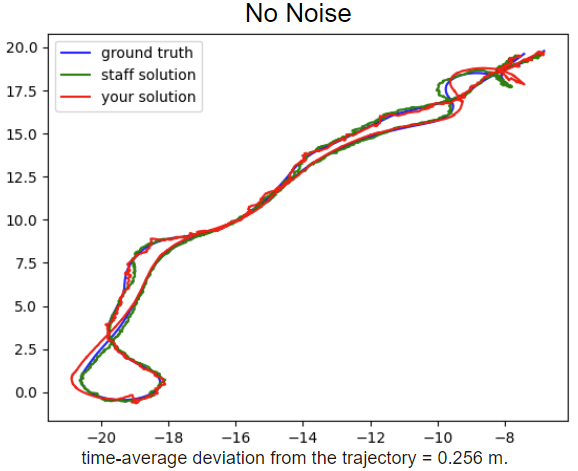 No Noise
20.0
17.5
15.0
12.5
10.0
7.5
5.0
2.5
0.0
ground truth
staff solution
your solution
−20 −18 −16 −14 −12 −10 −8
time-average deviation from the trajectory = 0.256 m.